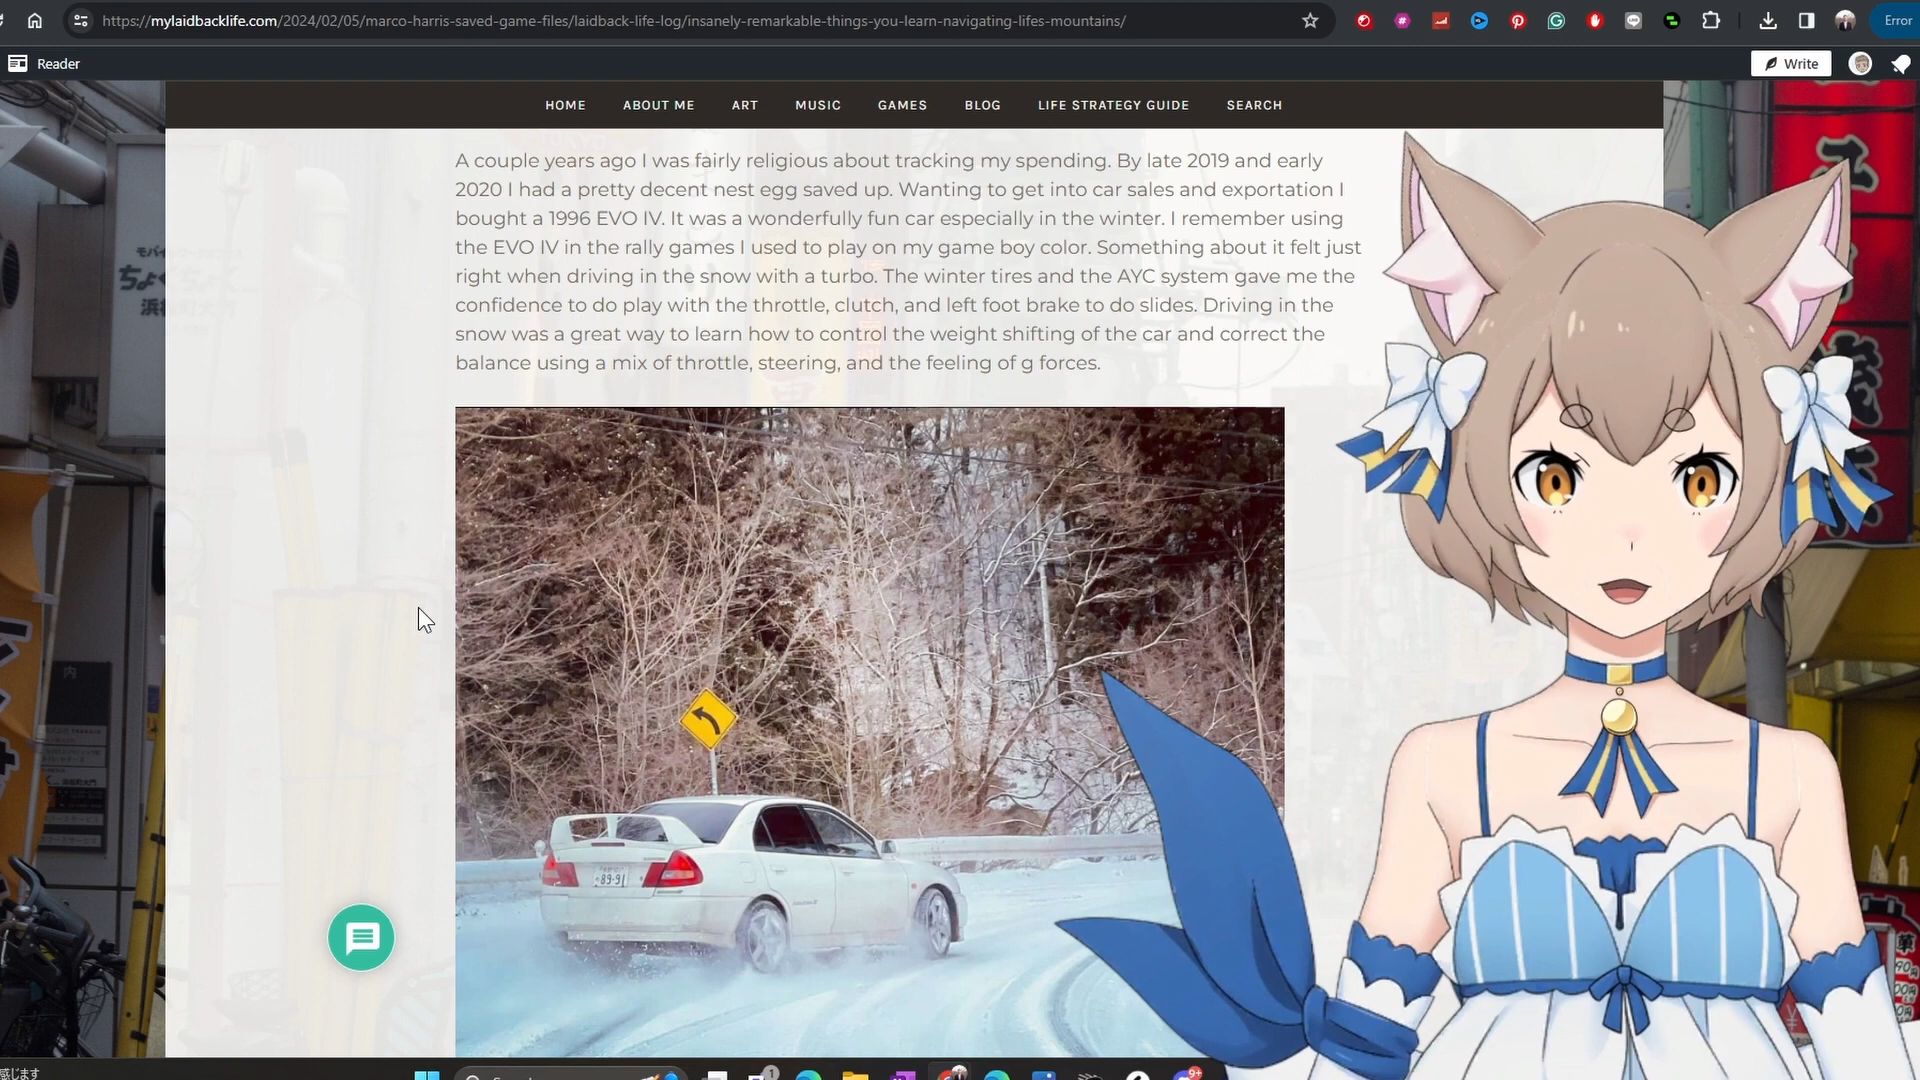 https://mylaidbacklife.com/2024/02/05/marco-harris-saved-game-files/laidback-life-log/insanely-remarkable-things-you-learn-navigating-lifes-mountains/
Error
Reader
Write
HOME ABOUT ME ART MUSIC GAMES BLOG LIFE STRATEGY GUIDE SEARCH
A couple years ago I was fairly religious about tracking my spending. By late 2019 and early
2020 I had a pretty decent nest egg saved up. Wanting to get into car sales and exportation I
bought a 1996 EVO IV. It was a wonderfully fun car especially in the winter. I remember using
the EVO IV in the rally games I used to play on my game boy color. Something about it felt just
right when driving in the snow with a turbo. The winter tires and the AYC system gave me the
confidence to do play with the throttle, clutch, and left foot brake to do slides. Driving in the
snow was a great way to learn how to control the weight shifting of the car and correct the
balance using a mix of throttle, steering, and the feeling of g forces.
89-91
感じます
1
9+